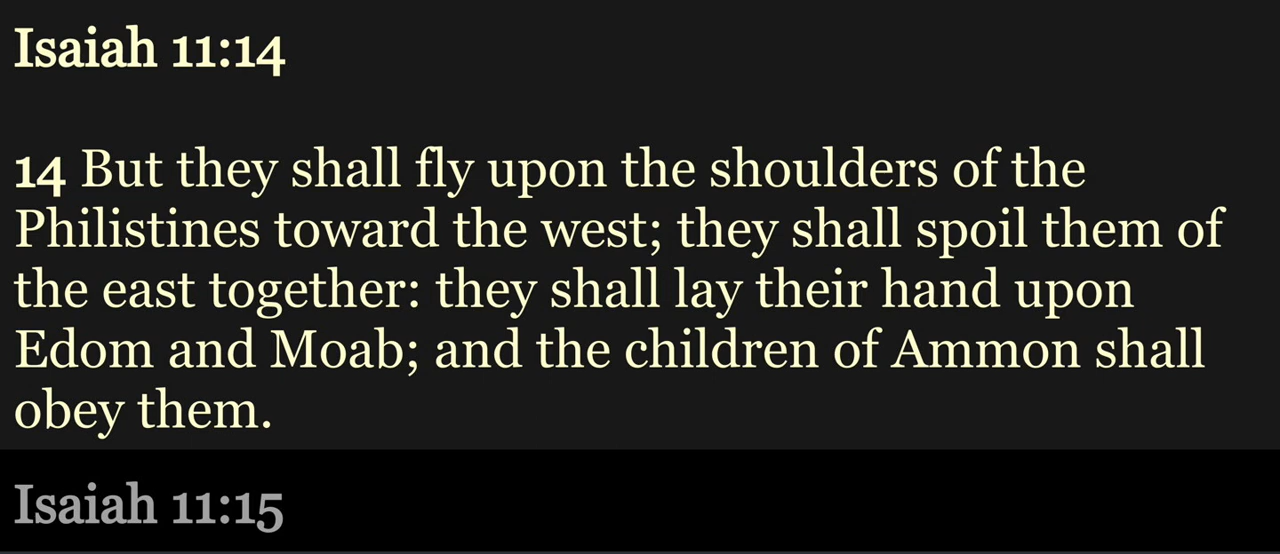 Isaiah 11:14
14 But they shall fly upon the shoulders of the
Philistines toward the west; they shall spoil them of
the east together: they shall lay their hand upon
Edom and Moab; and the children of Ammon shall
obey them.
Isaiah 11:15